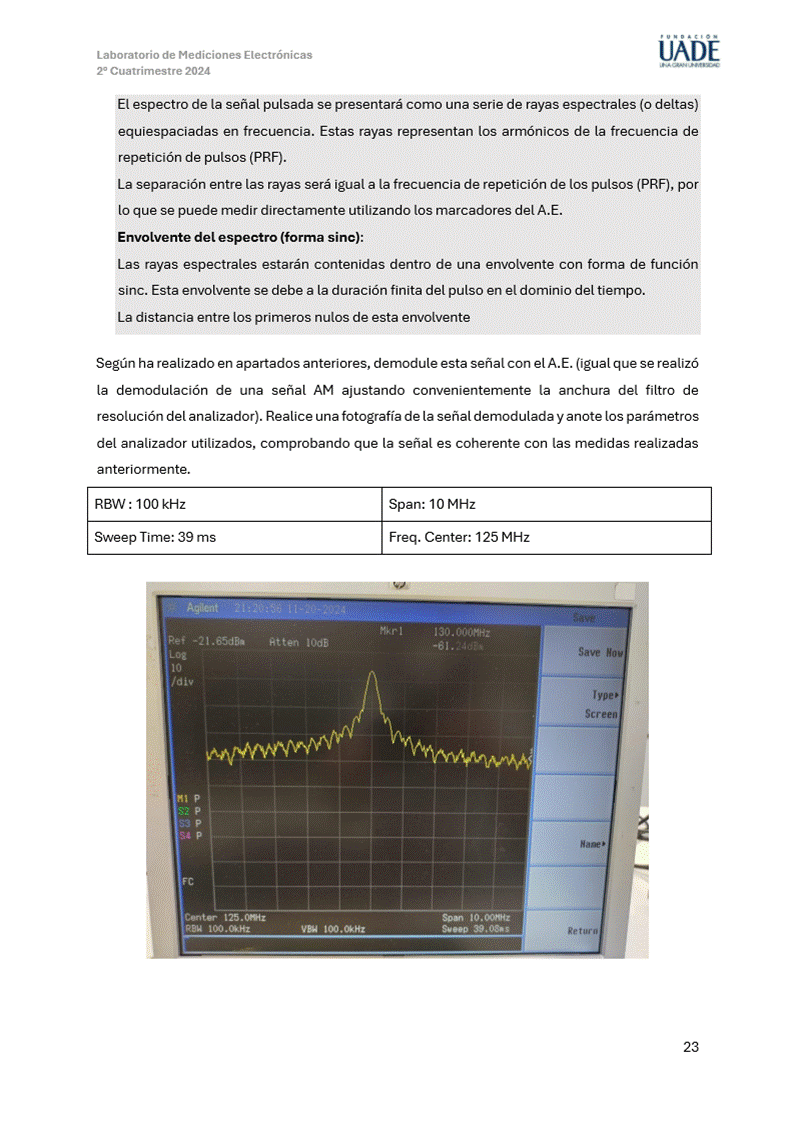 Laboratorio de Mediciones Electrónicas
2º Cuatrimestre 2024
FUNDACIÓN
UADE
UNA GRAN UNIVERSIDAD
El espectro de la señal pulsada se presentará como una serie de rayas espectrales (o deltas)
equiespaciadas en frecuencia. Estas rayas representan los armónicos de la frecuencia de
repetición de pulsos (PRF).
La separación entre las rayas será igual a la frecuencia de repetición de los pulsos (PRF), por
lo que se puede medir directamente utilizando los marcadores del A.E.
Envolvente del espectro (forma sinc):
Las rayas espectrales estarán contenidas dentro de una envolvente con forma de función
sinc. Esta envolvente se debe a la duración finita del pulso en el dominio del tiempo.
La distancia entre los primeros nulos de esta envolvente
Según ha realizado en apartados anteriores, demodule esta señal con el A.E. (igual que se realizó
la demodulación de una señal AM ajustando convenientemente la anchura del filtro de
resolución del analizador). Realice una fotografía de la señal demodulada y anote los parámetros
del analizador utilizados, comprobando que la señal es coherente con las medidas realizadas
anteriormente.
RBW : 100 kHz
Span: 10 MHz
Sweep Time: 39 ms
Freq. Center: 125 MHz
Agilent 21:20:56 11-20-2024
Save
Mkr1 130.000MHz
Ref -21.65dBm Atten 10dB
-61.24dBm
Log
10
/div
Save Now
Type
Screen
M1 P
S2 P
S3 P
S4 P
Name
FC
Center 125.0MHz
Span 10.00MHz
RBW 100.0kHz
VBW 100.0kHz
Sweep 39.08ms
Return
23